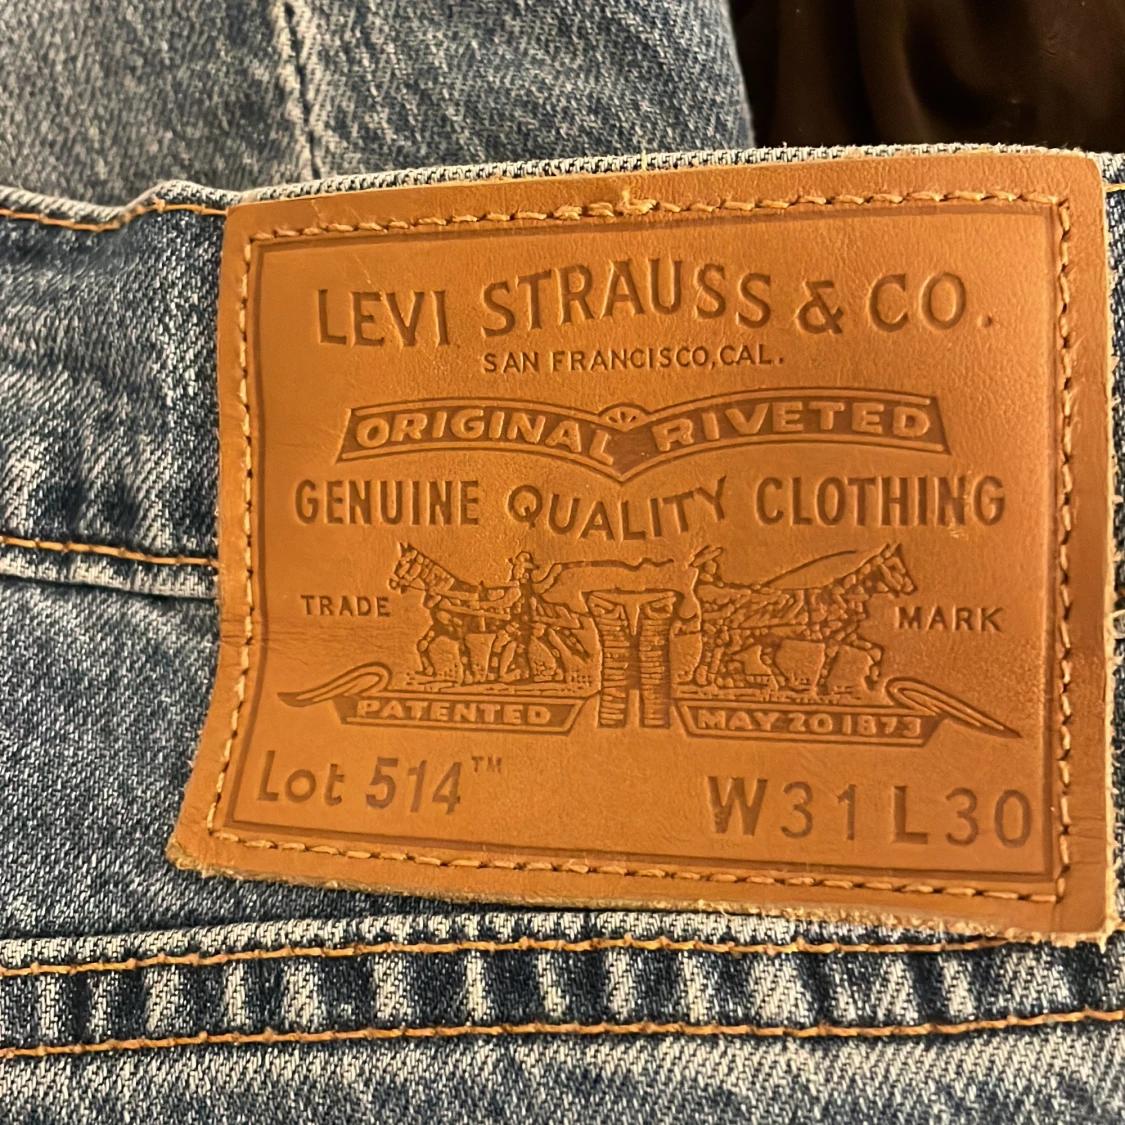 LEVI STRAUSS & CO.
SAN FRANCISCO, CAL.
ORIGINAL RIVETED
GENUINE QUALITY CLOTHING
TRADE MARK
PATENTED MAY 20 1873
Lot 514™ W31 L30